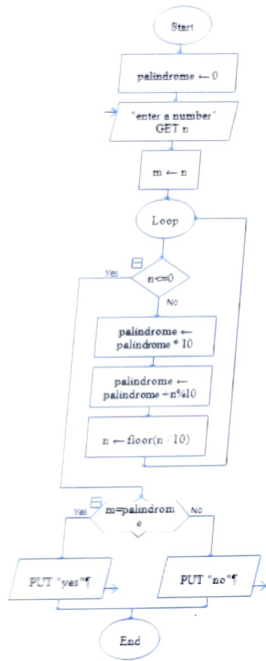 Start
palindrome ← 0
"enter a number"
GET n
m ← n
Loop
Yes
n<=0
No
palindrome ←
palindrome * 10
palindrome ←
palindrome + n%10
n ← floor(n / 10)
Yes
m=palindrom
e
No
PUT "yes"¶
PUT "no"¶
End